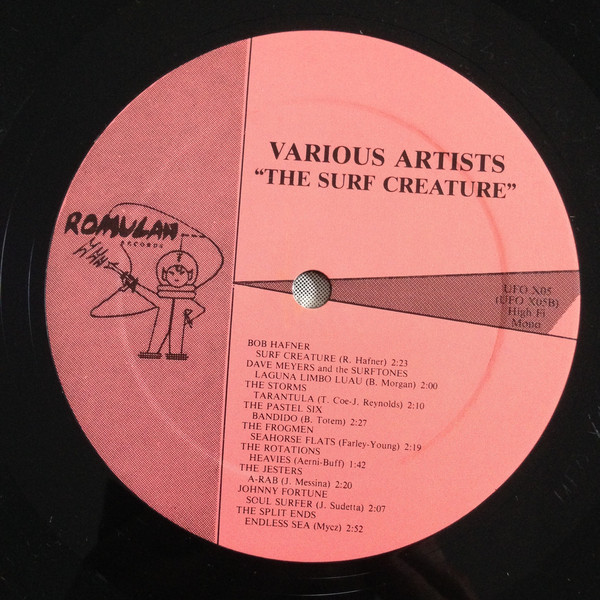 VARIOUS ARTISTS
"THE SURF CREATURE"
ROMULAN
RECORDS
UFO X05
(UFO X05B)
High Fi
Mono
BOB HAFNER
SURF CREATURE (R. Hafner) 2:23
DAVE MEYERS and the SURFTONES
LAGUNA LIMBO LUAU (B. Morgan) 2:00
THE STORMS
TARANTULA (T. Coe-J. Reynolds) 2:10
THE PASTEL SIX
BANDIDO (B. Totem) 2:27
THE FROGMEN
SEAHORSE FLATS (Farley-Young) 2:19
THE ROTATIONS
HEAVIES (Aerni-Buff) 1:42
THE JESTERS
A-RAB (J. Messina) 2:20
JOHNNY FORTUNE
SOUL SURFER (J. Sudetta) 2:07
THE SPLIT ENDS
ENDLESS SEA (Mycz) 2:52